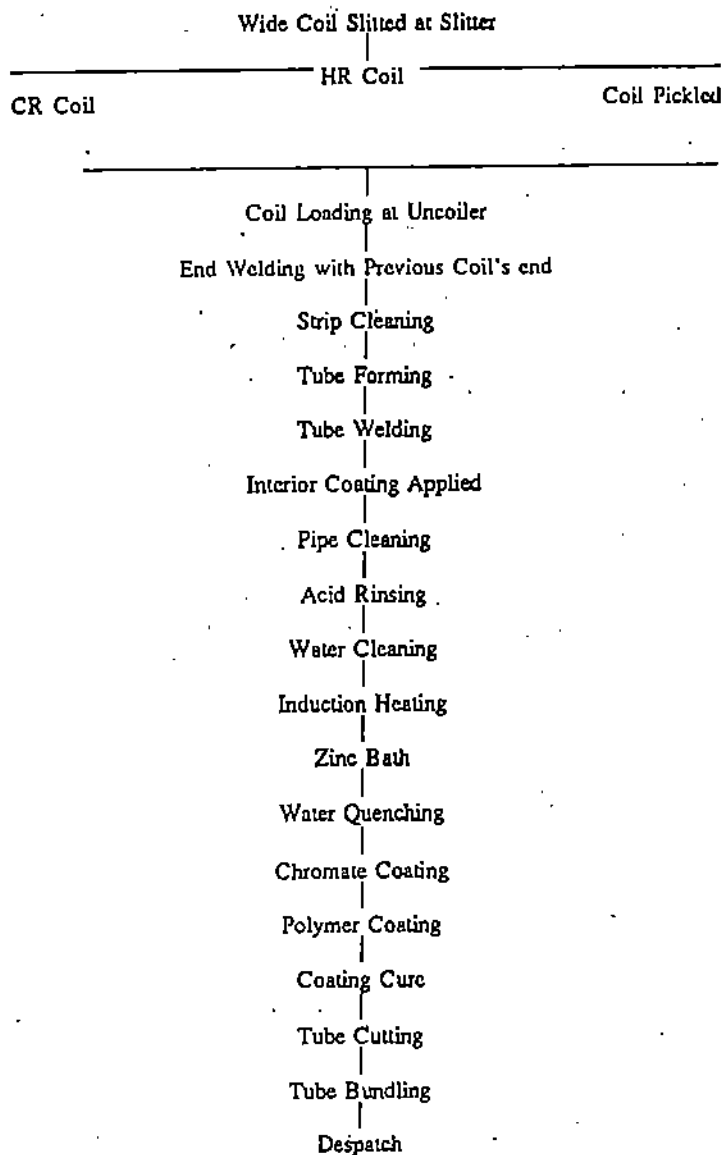 Wide Coil Slitted at Slitter
HR Coil
CR Coil
Coil Pickled
Coil Loading at Uncoiler
End Welding with Previous Coil's end
Strip Cleaning
Tube Forming
Tube Welding
Interior Coating Applied
Pipe Cleaning
Acid Rinsing
Water Cleaning
Induction Heating
Zinc Bath
Water Quenching
Chromate Coating
Polymer Coating
Coating Cure
Tube Cutting
Tube Bundling
Despatch